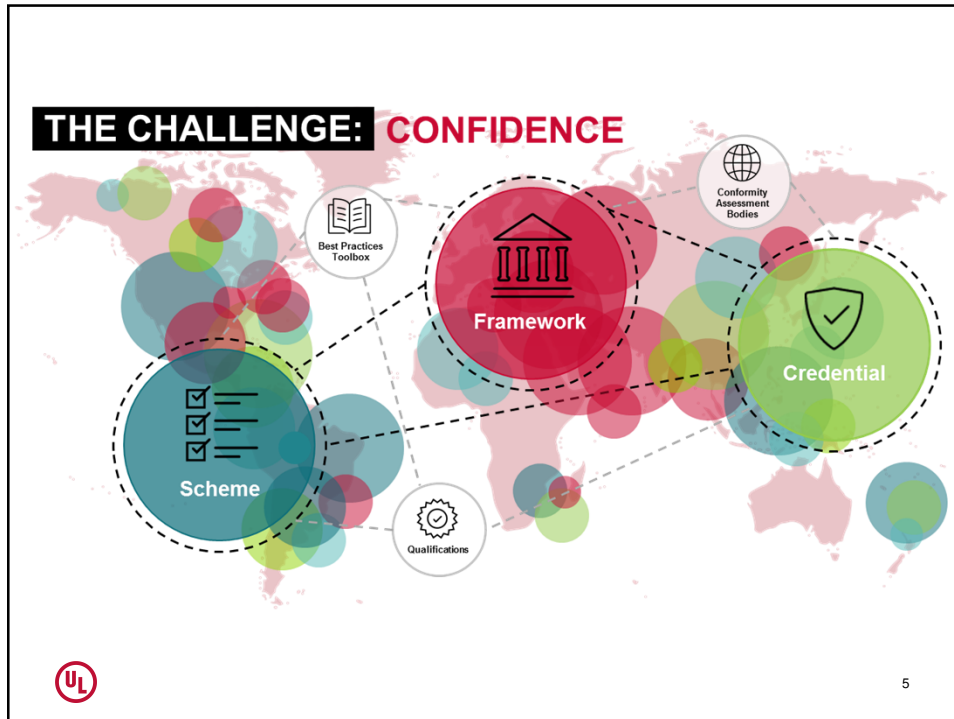 THE CHALLENGE: CONFIDENCE
Best Practices
Toolbox
Framework
Conformity
Assessment
Bodies
Credential
Scheme
Qualifications
UL
5